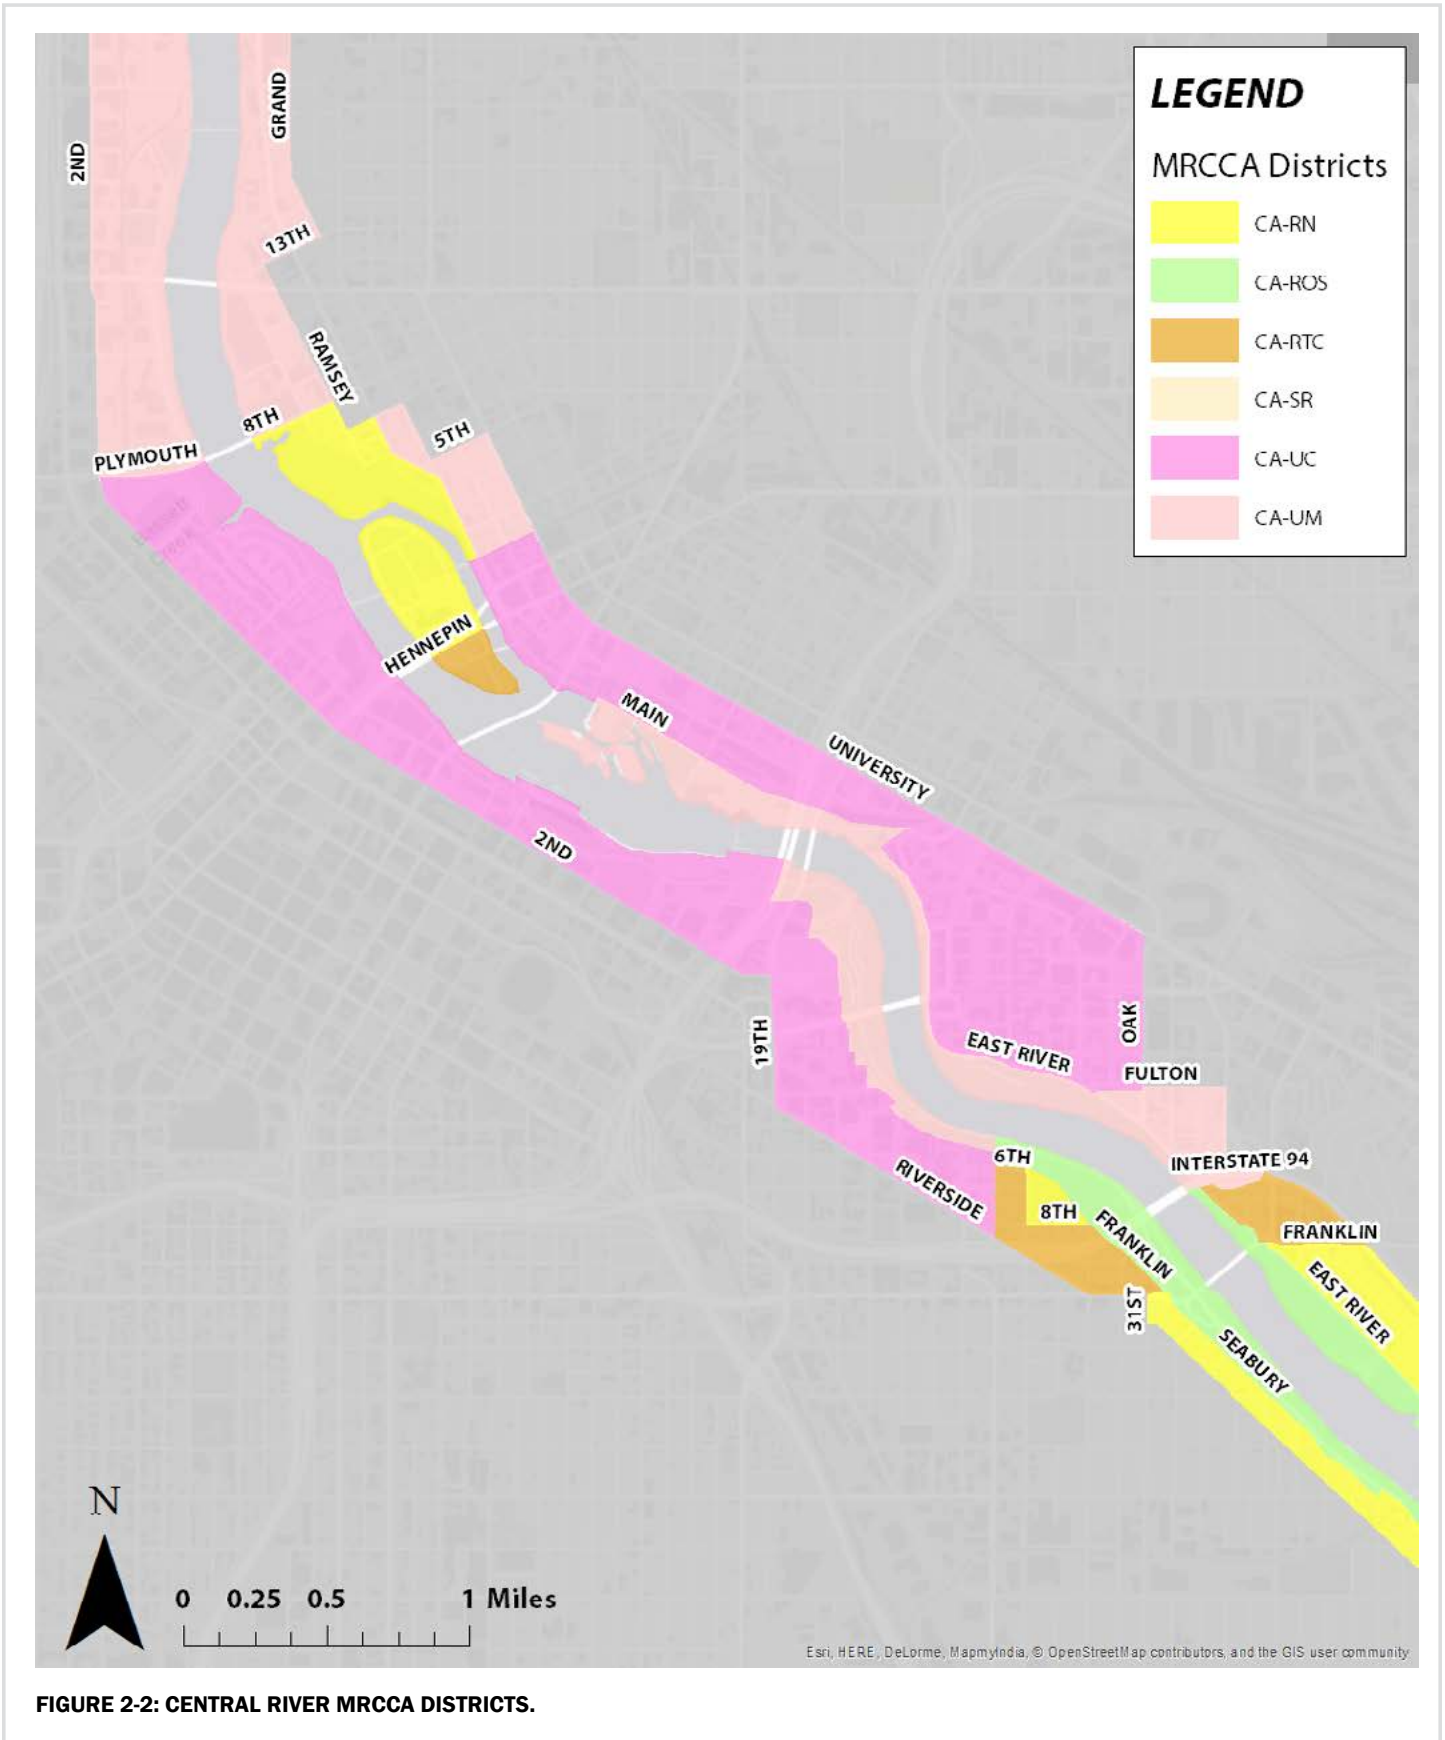 LEGEND
MRCCA Districts
CA-RN
CA-ROS
CA-RTC
CA-SR
CA-UC
CA-UM
GRAND
2ND
13TH
RAMSEY
8TH
5TH
PLYMOUTH
HENNEPIN
MAIN
UNIVERSITY
2ND
19TH
OAK
EAST RIVER
FULTON
6TH
INTERSTATE 94
RIVERSIDE
8TH
FRANKLIN
FRANKLIN
EAST RIVER
31ST
SEABURY
N
0 0.25 0.5 1 Miles
Esri, HERE, DeLorme, MapmyIndia, © OpenStreetMap contributors, and the GIS user community
FIGURE 2-2: CENTRAL RIVER MRCCA DISTRICTS.